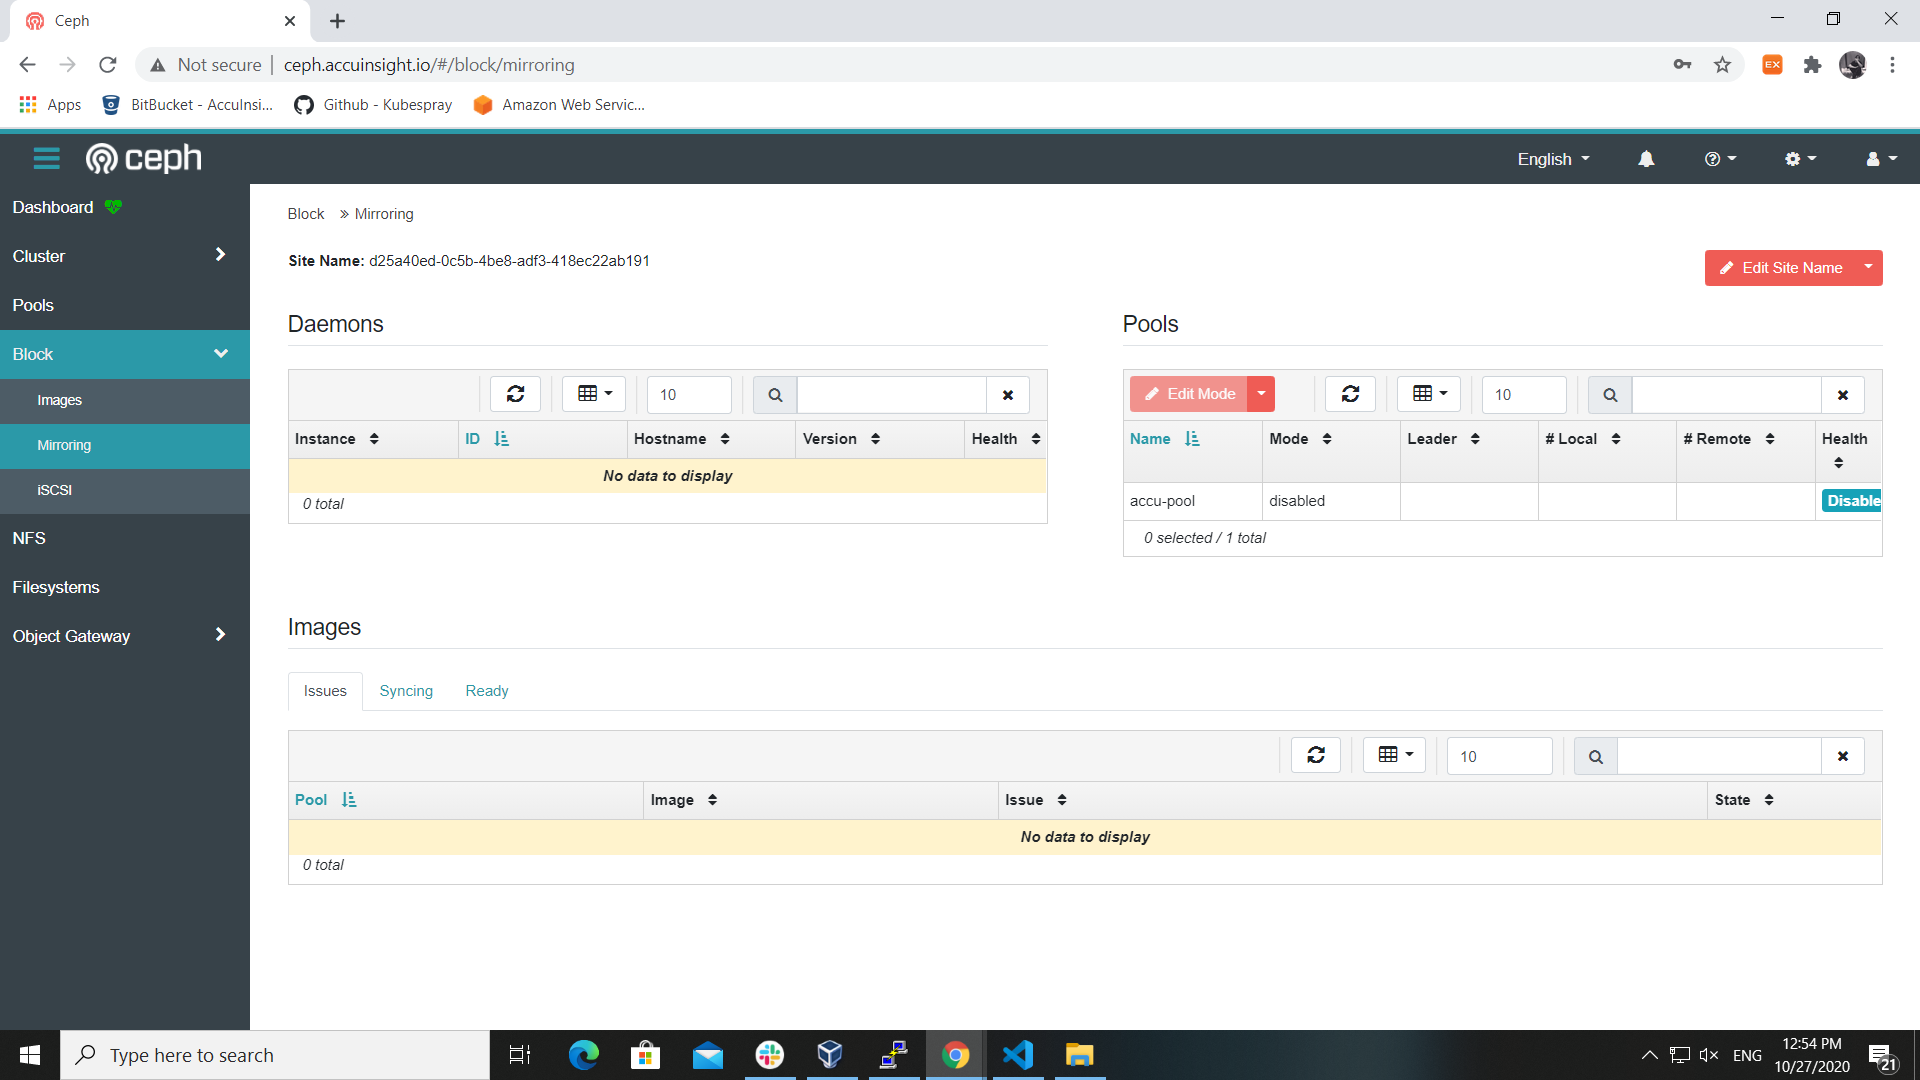 Ceph
Not secure
ceph.accuinsight.io/#/block/mirroring
EX
Apps
BitBucket - AccuInsi...
Github - Kubespray
Amazon Web Servic...
ceph
English
Dashboard
Cluster
Pools
Block
Images
Mirroring
iSCSI
NFS
Filesystems
Object Gateway
Block » Mirroring
Site Name: d25a40ed-0c5b-4be8-adf3-418ec22ab191
Edit Site Name
Daemons
10
Instance ID Hostname Version Health
No data to display
0 total
Pools
Edit Mode
10
Name Mode Leader # Local # Remote Health
accu-pool disabled Disable
0 selected / 1 total
Images
Issues Syncing Ready
10
Pool Image Issue State
No data to display
0 total
Type here to search
ENG
12:54 PM
10/27/2020
21